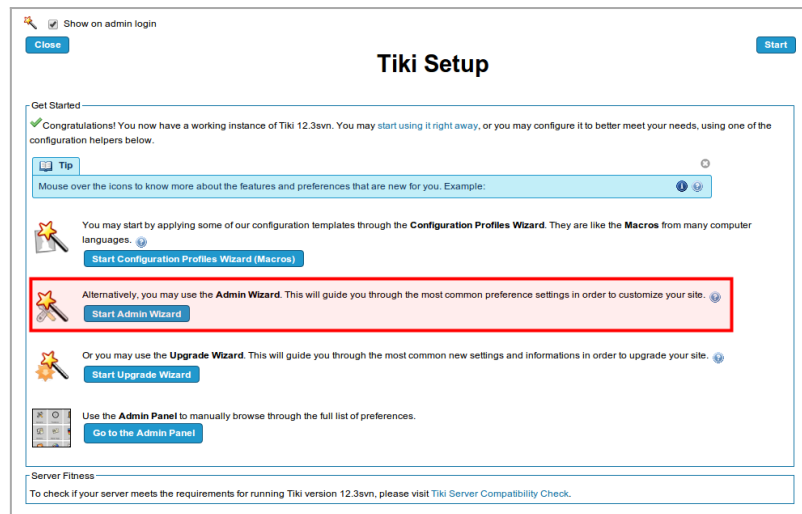 Show on admin login
Close
Start
Tiki Setup
Get Started
Congratulations! You now have a working instance of Tiki 12.3svn. You may start using it right away, or you may configure it to better meet your needs, using one of the
configuration helpers below.
Tip
Mouse over the icons to know more about the features and preferences that are new for you. Example:
You may start by applying some of our configuration templates through the Configuration Profiles Wizard. They are like the Macros from many computer
languages.
Start Configuration Profiles Wizard (Macros)
Alternatively, you may use the Admin Wizard. This will guide you through the most common preference settings in order to customize your site.
Start Admin Wizard
Or you may use the Upgrade Wizard. This will guide you through the most common new settings and informations in order to upgrade your site.
Start Upgrade Wizard
Use the Admin Panel to manually browse through the full list of preferences.
Go to the Admin Panel
Server Fitness
To check if your server meets the requirements for running Tiki version 12.3svn, please visit Tiki Server Compatibility Check.